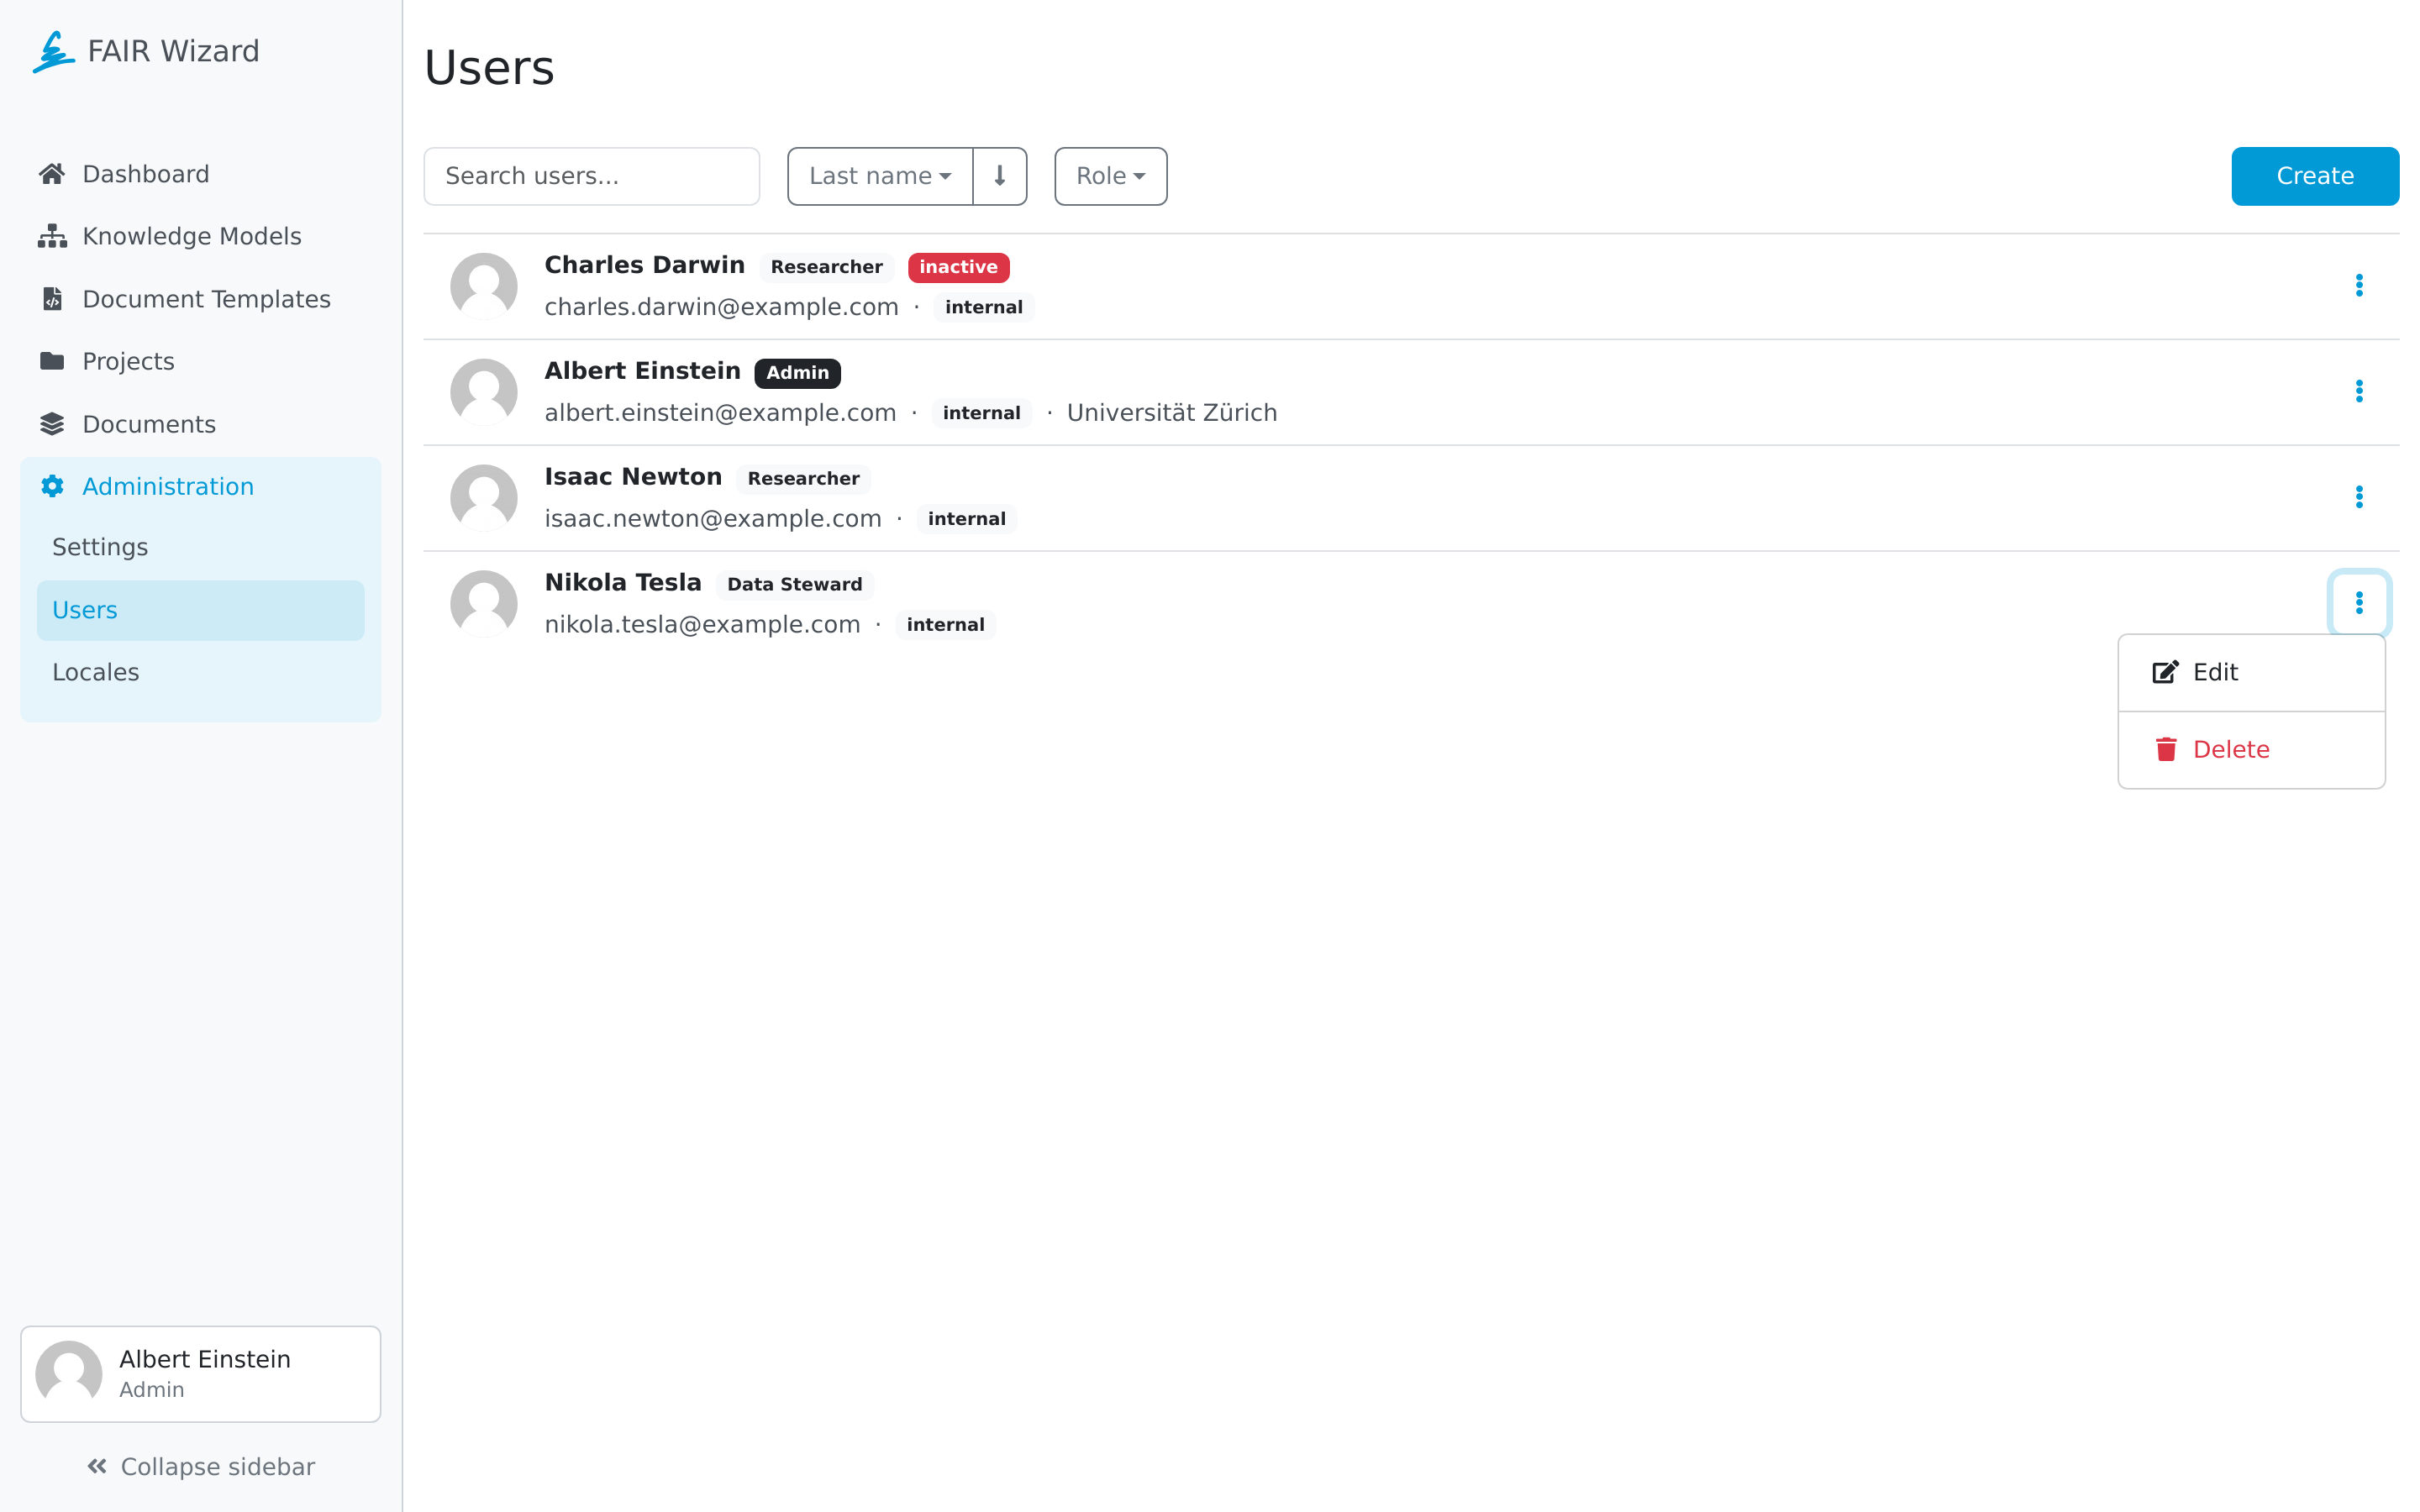 FAIR Wizard
Dashboard
Knowledge Models
Document Templates
Projects
Documents
Administration
Settings
Users
Locales
Albert Einstein
Admin
Collapse sidebar
Users
Search users...
Last name
Role
Create
Charles Darwin Researcher inactive
charles.darwin@example.com · internal
Albert Einstein Admin
albert.einstein@example.com · internal · Universität Zürich
Isaac Newton Researcher
isaac.newton@example.com · internal
Nikola Tesla Data Steward
nikola.tesla@example.com · internal
Edit
Delete